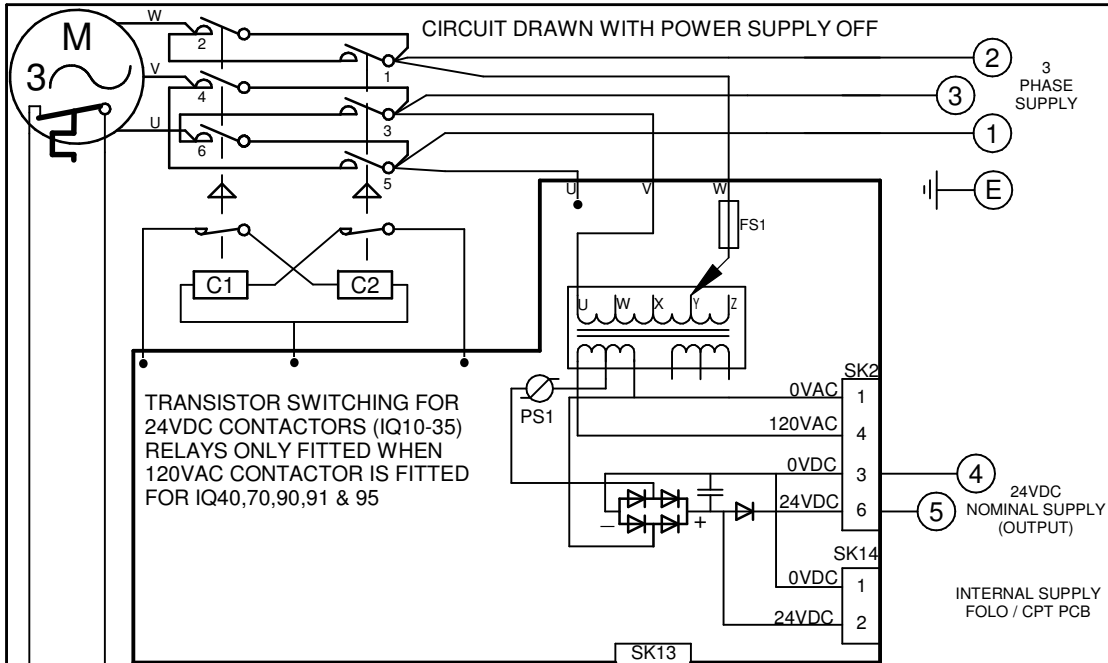 CIRCUIT DRAWN WITH POWER SUPPLY OFF
M
3
W
V
U
2
4
6
1
3
5
2
3
1
E
3
PHASE
SUPPLY
U
V
W
FS1
C1
C2
U
W
X
Y
Z
PS1
TRANSISTOR SWITCHING FOR
24VDC CONTACTORS (IQ10-35)
RELAYS ONLY FITTED WHEN
120VAC CONTACTOR IS FITTED
FOR IQ40,70,90,91 & 95
SK2
0VAC 1
120VAC 4
0VDC 3
24VDC 6
4
5
24VDC
NOMINAL SUPPLY
(OUTPUT)
– +
SK14
0VDC 1
24VDC 2
INTERNAL SUPPLY
FOLO / CPT PCB
SK13